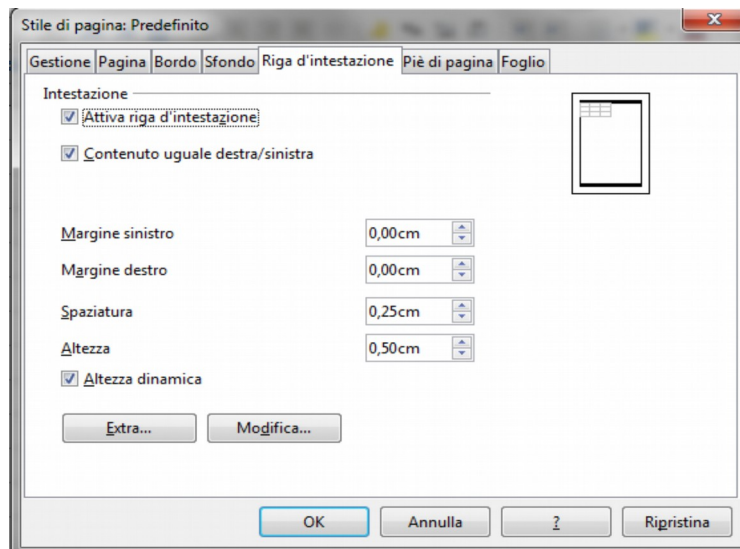 Stile di pagina: Predefinito
Gestione Pagina Bordo Sfondo Riga d'intestazione Piè di pagina Foglio
Intestazione
Attiva riga d'intestazione
Contenuto uguale destra/sinistra
Margine sinistro 0,00cm
Margine destro 0,00cm
Spaziatura 0,25cm
Altezza 0,50cm
Altezza dinamica
Extra... Modifica...
OK Annulla ? Ripristina